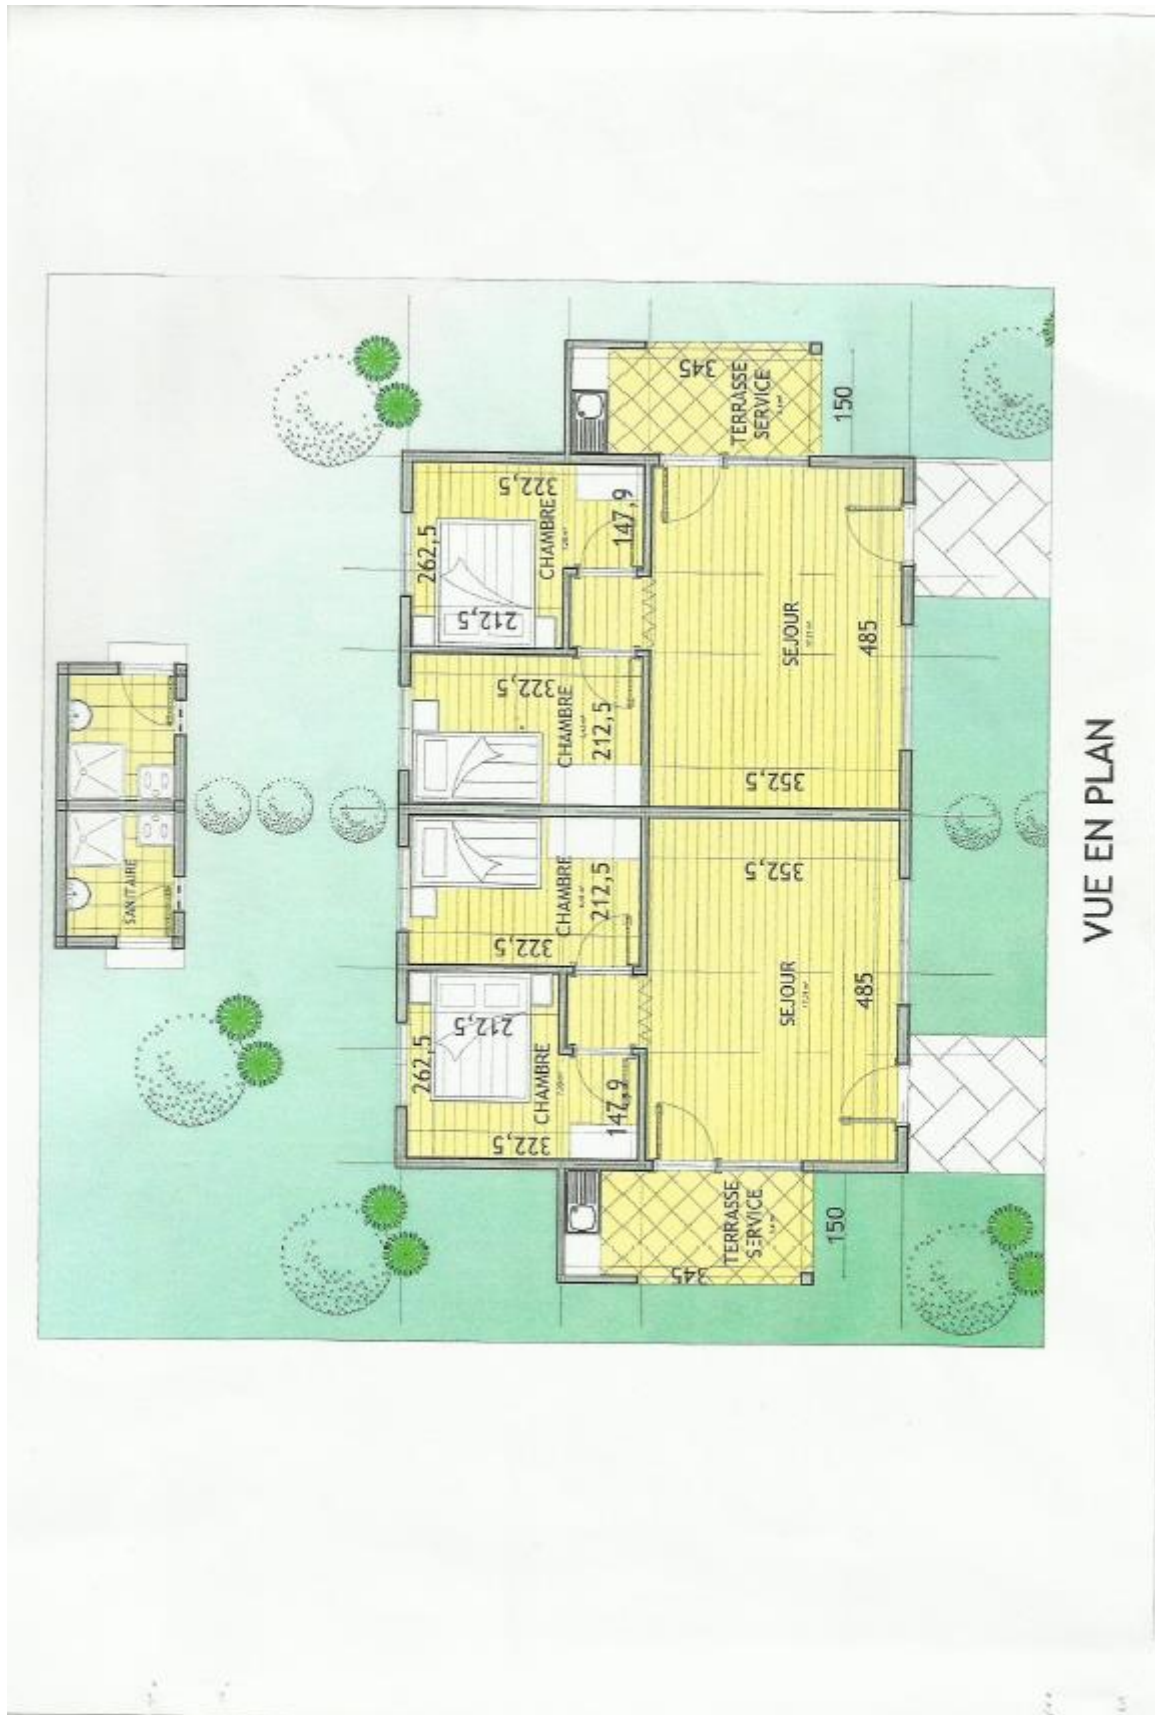 SANITAIRE
262,5
322,5
212,5
CHAMBRE
147,9
322,5
CHAMBRE
212,5
CHAMBRE
212,5
322,5
262,5
212,5
CHAMBRE
322,5
147,9
345
TERRASSE
SERVICE
150
SEJOUR
485
352,5
352,5
SEJOUR
485
TERRASSE
SERVICE
345
150
VUE EN PLAN